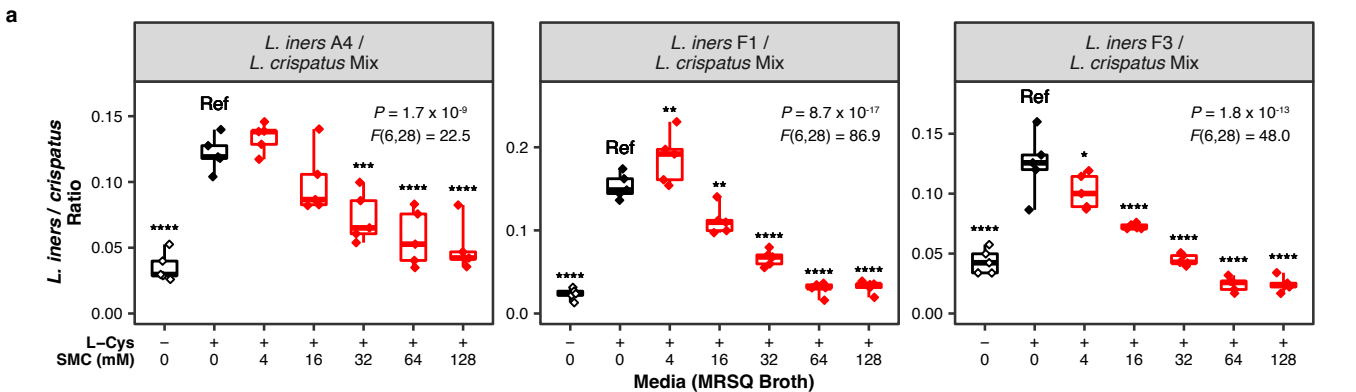 a
L. iners A4 /
L. crispatus Mix
L. iners F1 /
L. crispatus Mix
L. iners F3 /
L. crispatus Mix
L. iners / crispatus
Ratio
0.15
0.10
0.05
0.00
Ref
P = 1.7 x 10⁻⁹
F(6,28) = 22.5
****
***
****
****
0.2
0.1
0.0
Ref
P = 8.7 x 10⁻¹⁷
F(6,28) = 86.9
****
**
**
****
****
****
0.15
0.10
0.05
0.00
Ref
P = 1.8 x 10⁻¹³
F(6,28) = 48.0
****
*
****
****
****
****
L–Cys − + + + + + + − + + + + + + − + + + + + +
SMC (mM) 0 0 4 16 32 64 128 0 0 4 16 32 64 128 0 0 4 16 32 64 128
Media (MRSQ Broth)